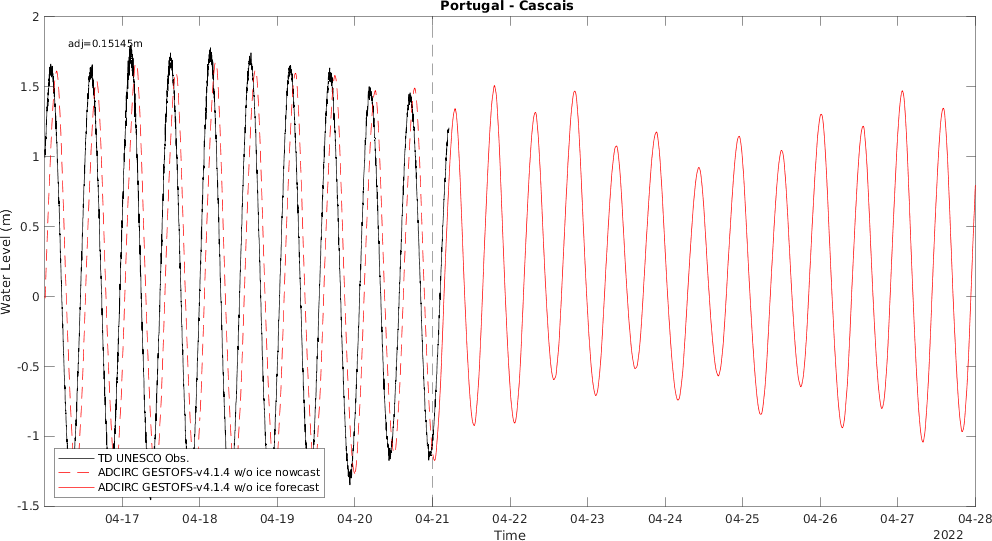 Portugal - Cascais
2
adj=0.15145m
1.5
1
0.5
0
-0.5
-1
-1.5
Water Level (m)
TD UNESCO Obs.
ADCIRC GESTOFS-v4.1.4 w/o ice nowcast
ADCIRC GESTOFS-v4.1.4 w/o ice forecast
04-17 04-18 04-19 04-20 04-21 04-22 04-23 04-24 04-25 04-26 04-27 04-28
Time
2022